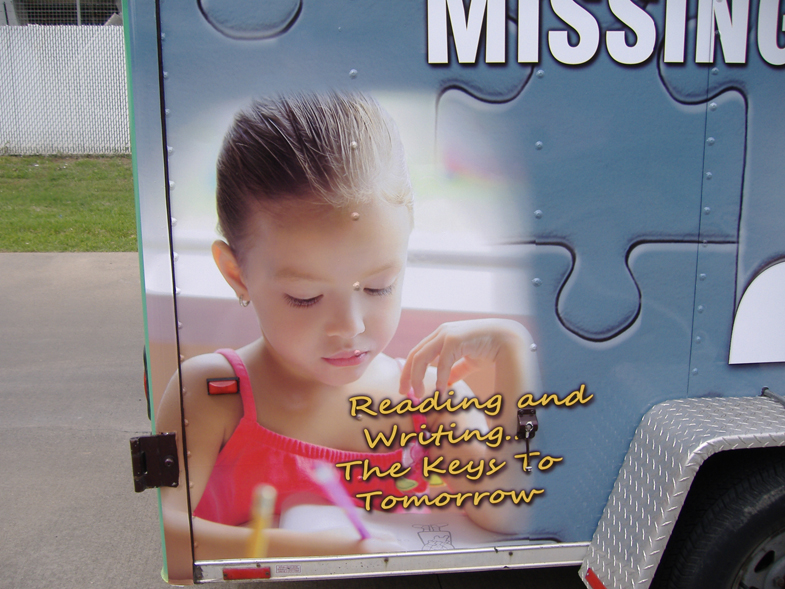 MISSING
Reading and
Writing...
The Keys To
Tomorrow